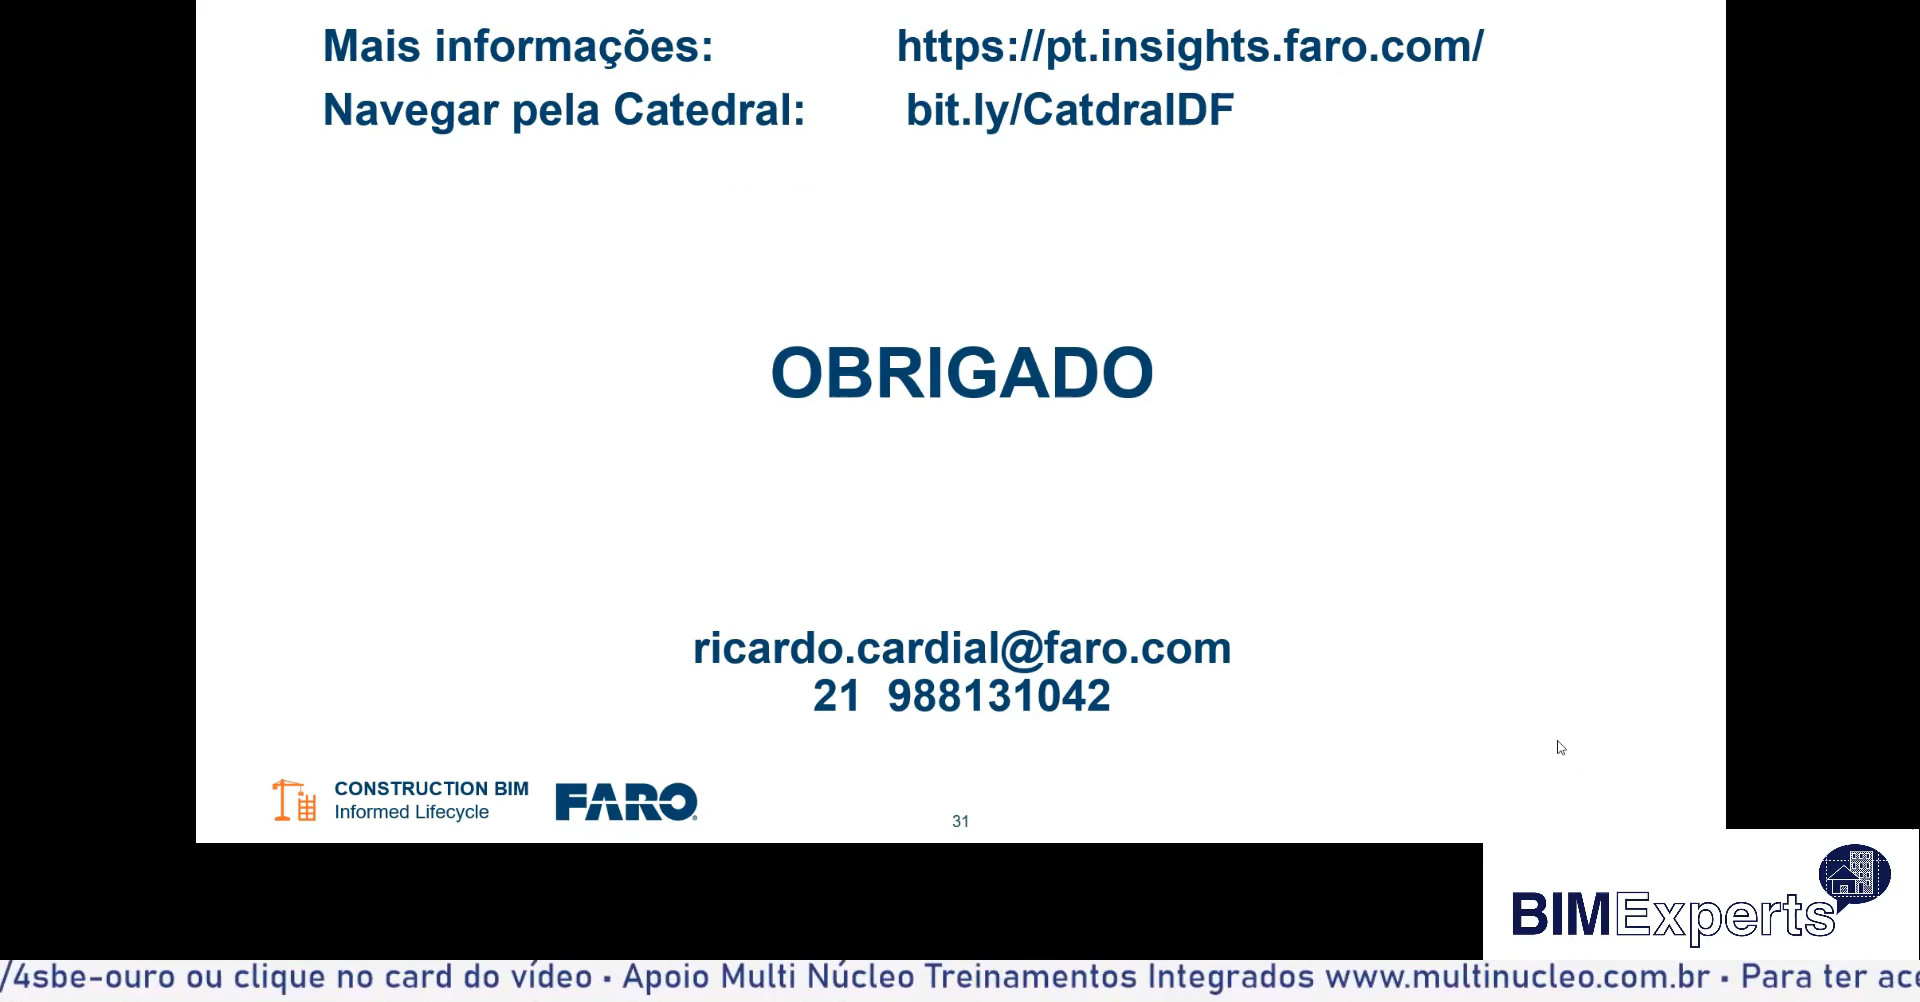 Mais informações: https://pt.insights.faro.com/
Navegar pela Catedral: bit.ly/CatdralDF
OBRIGADO
ricardo.cardial@faro.com
21 988131042
CONSTRUCTION BIM
Informed Lifecycle
FARO®
31
BIMExperts
/4sbe-ouro ou clique no card do vídeo • Apoio Multi Núcleo Treinamentos Integrados www.multinucleo.com.br • Para ter ace